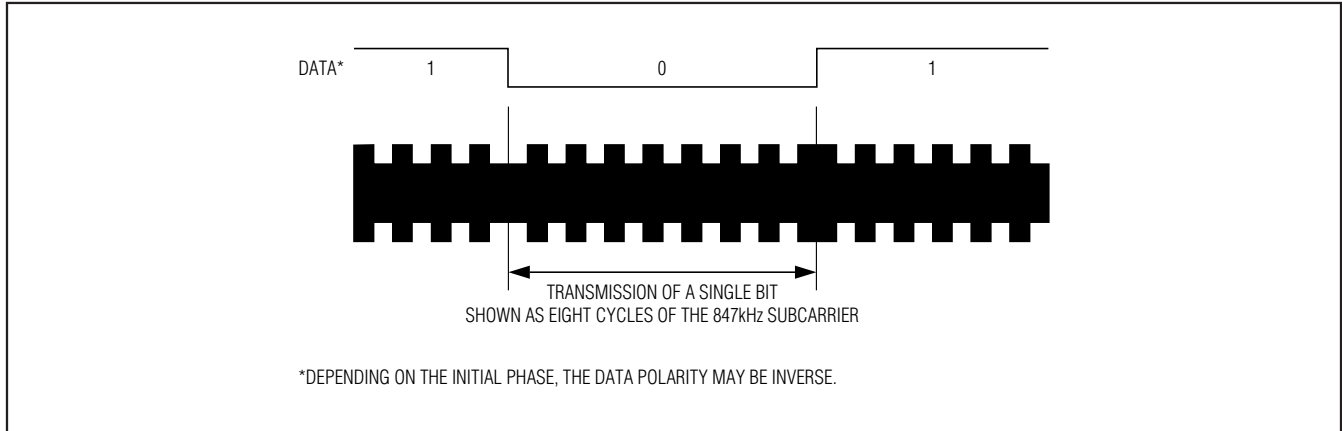 DATA* 1 0 1
TRANSMISSION OF A SINGLE BIT
SHOWN AS EIGHT CYCLES OF THE 847kHz SUBCARRIER
*DEPENDING ON THE INITIAL PHASE, THE DATA POLARITY MAY BE INVERSE.